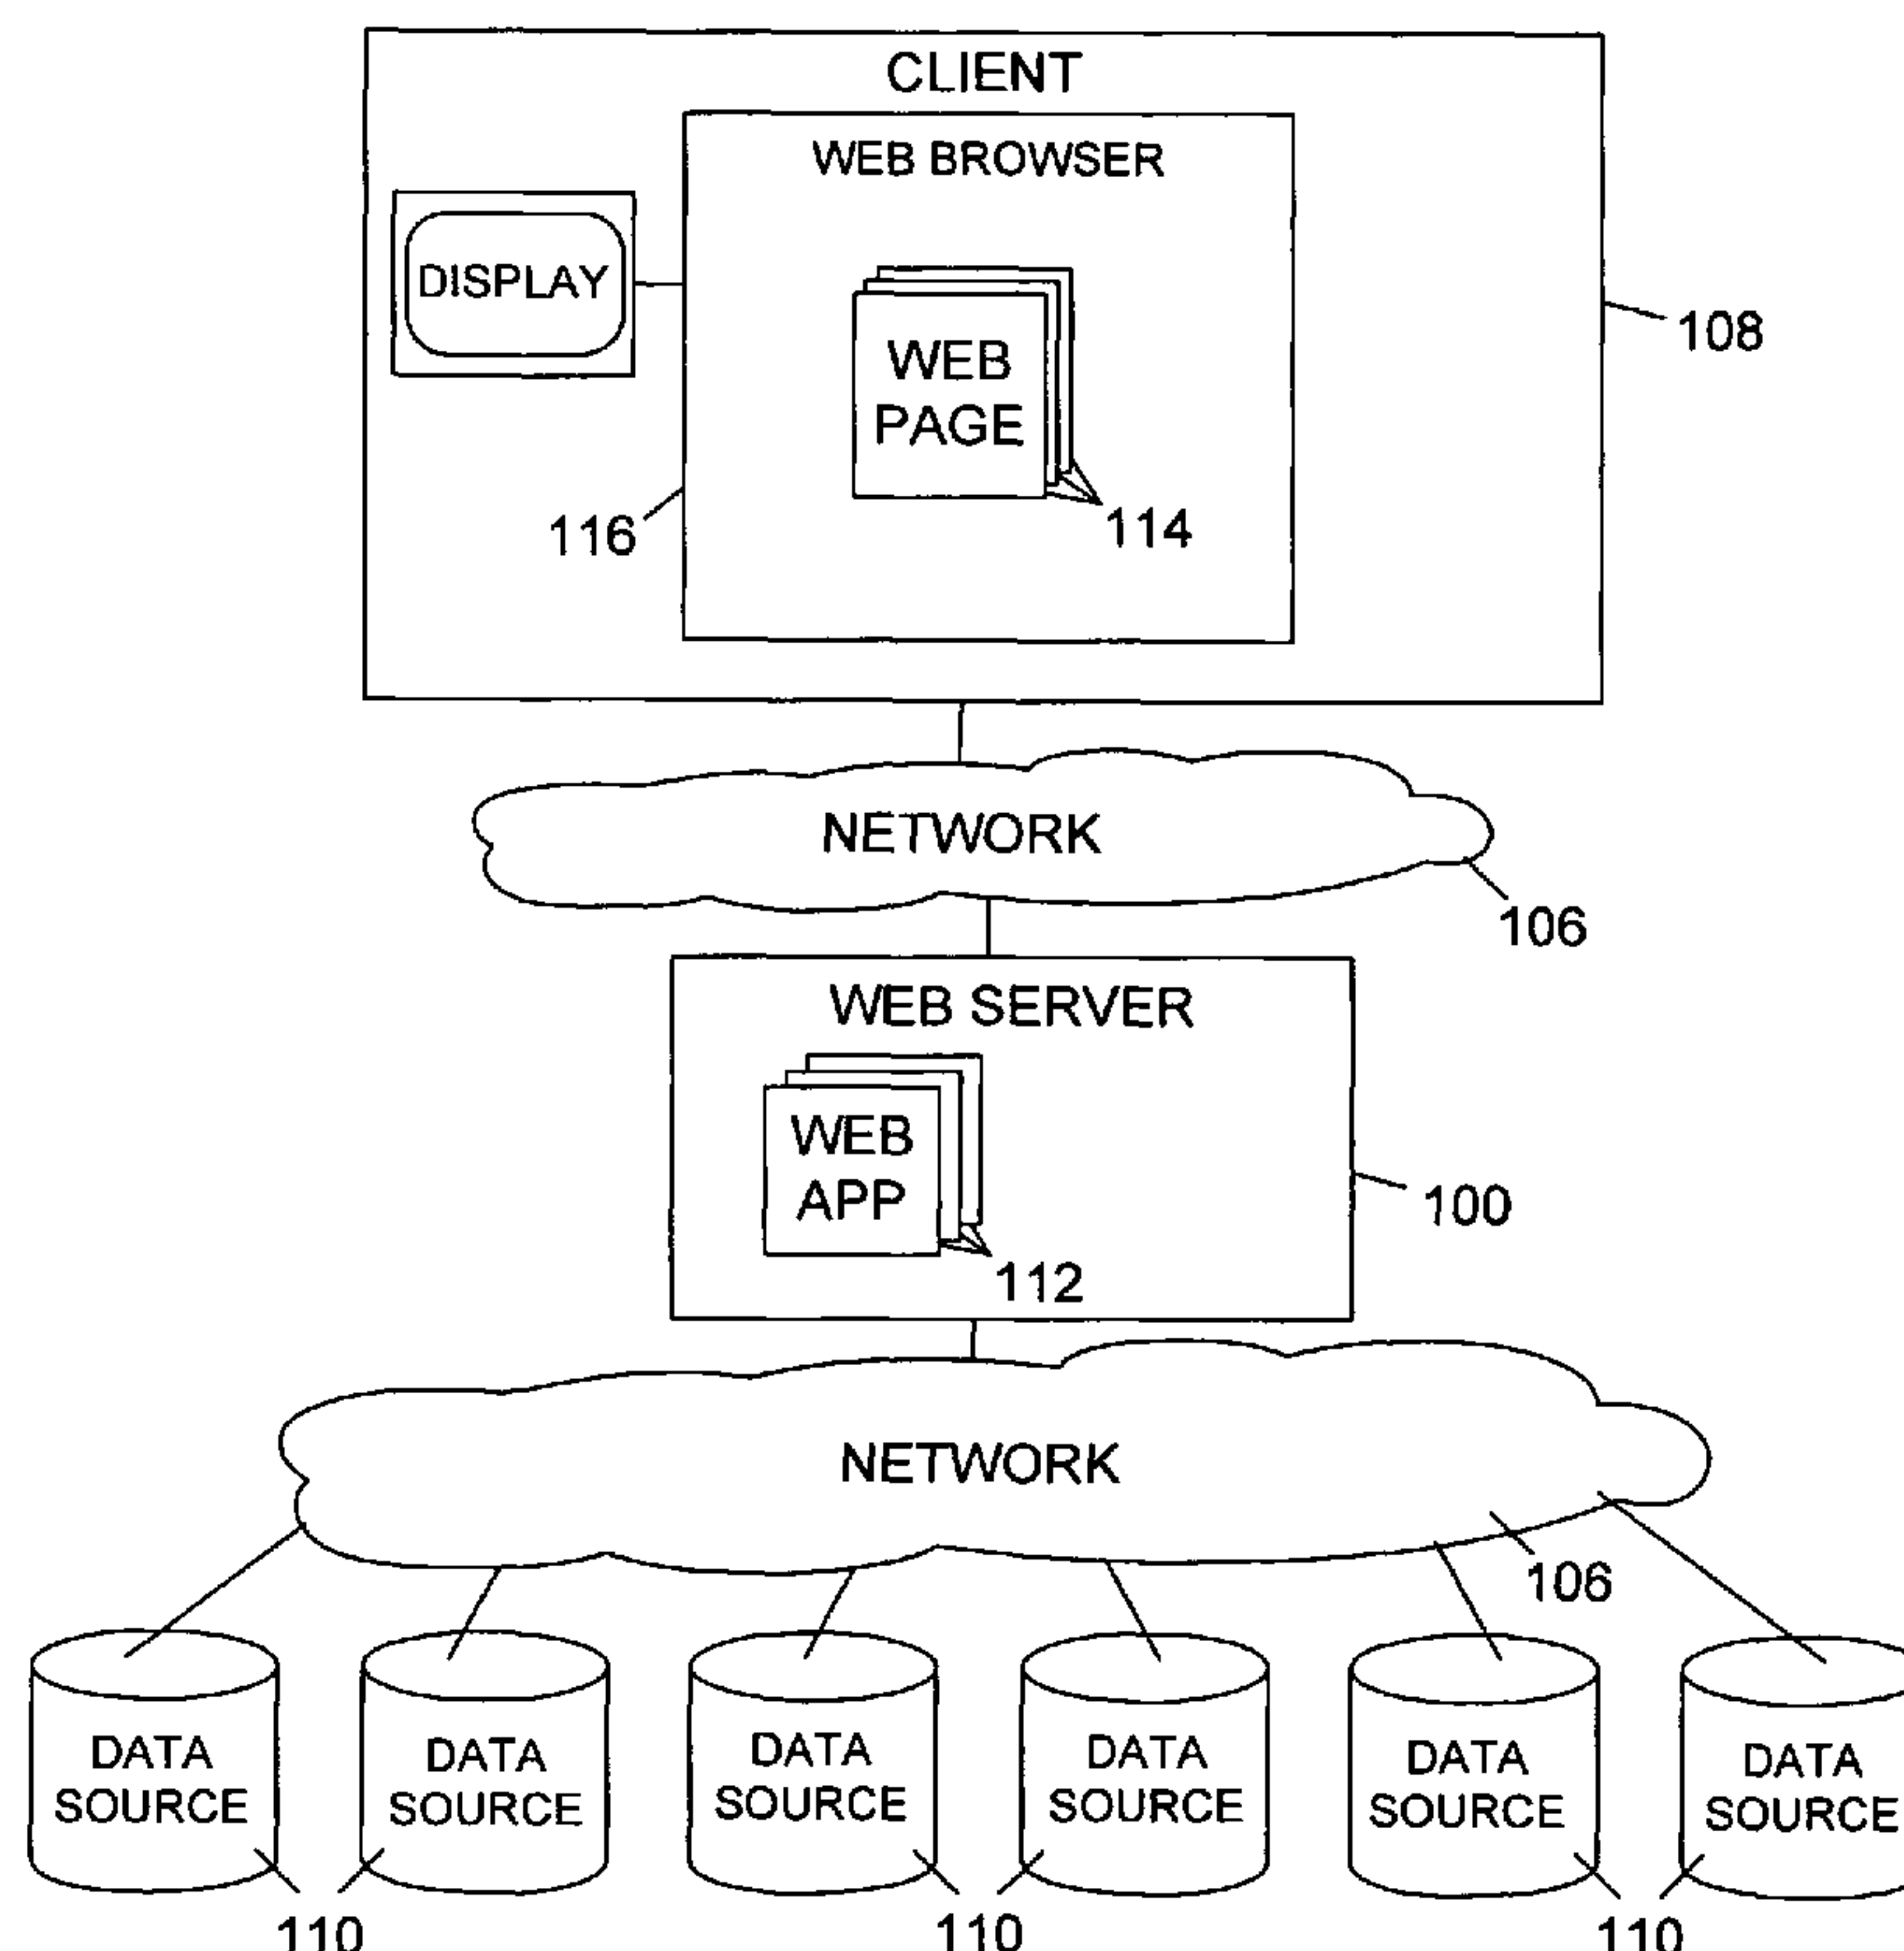 CLIENT
WEB BROWSER
DISPLAY
108
WEB
PAGE
116
114
NETWORK
106
WEB SERVER
WEB
APP
100
112
NETWORK
106
DATA
SOURCE
DATA
SOURCE
DATA
SOURCE
DATA
SOURCE
DATA
SOURCE
DATA
SOURCE
110
110
110